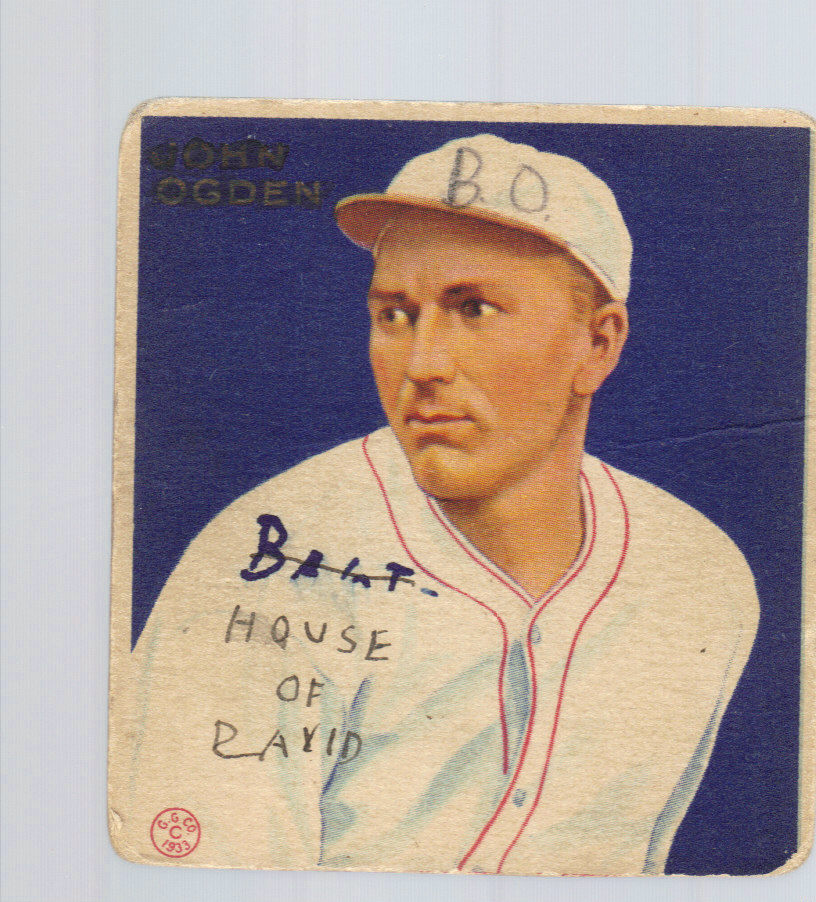 JOHN
OGDEN
B. O.
BALT.
HOUSE
OF
DAVID
G.G.CO.
C
1933